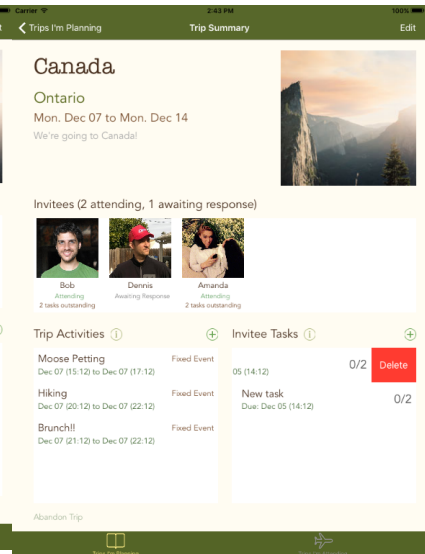 Carrier 2:43 PM 100%
Trips I'm Planning Trip Summary Edit
Canada
Ontario
Mon. Dec 07 to Mon. Dec 14
We're going to Canada!
Invitees (2 attending, 1 awaiting response)
Bob
Attending
2 tasks outstanding
Dennis
Awaiting Response
Amanda
Attending
2 tasks outstanding
Trip Activities
Moose Petting Fixed Event
Dec 07 (15:12) to Dec 07 (17:12)
Hiking Fixed Event
Dec 07 (20:12) to Dec 07 (22:12)
Brunch!! Fixed Event
Dec 07 (21:12) to Dec 07 (22:12)
Invitee Tasks
0/2 Delete
05 (14:12)
New task 0/2
Due: Dec 05 (14:12)
Abandon Trip
Trips I'm Planning